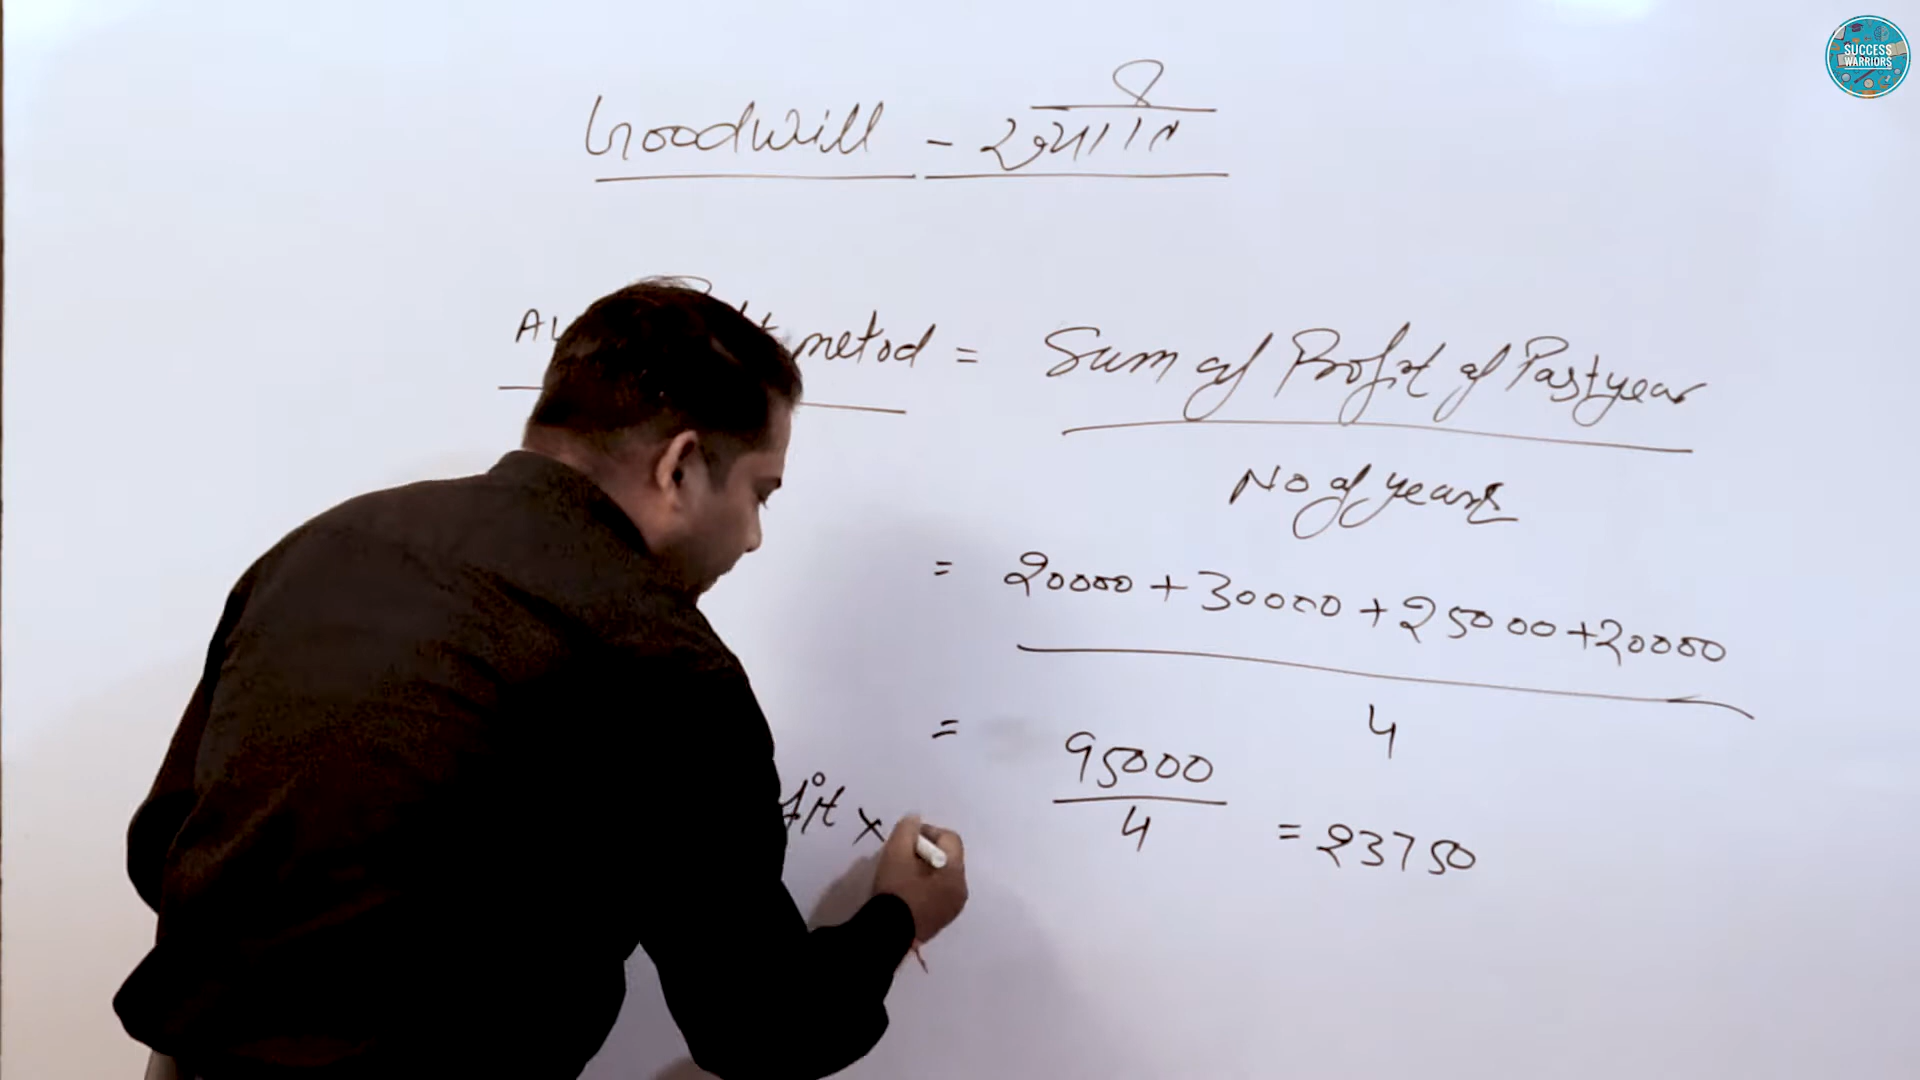 SUCCESS
WARRIORS
Goodwill - ख्याति
metod = Sum of Profit of Past year
No of years
= 20000 + 30000 + 25000 + 20000
4
= 95000
4
= 23750
fit ×